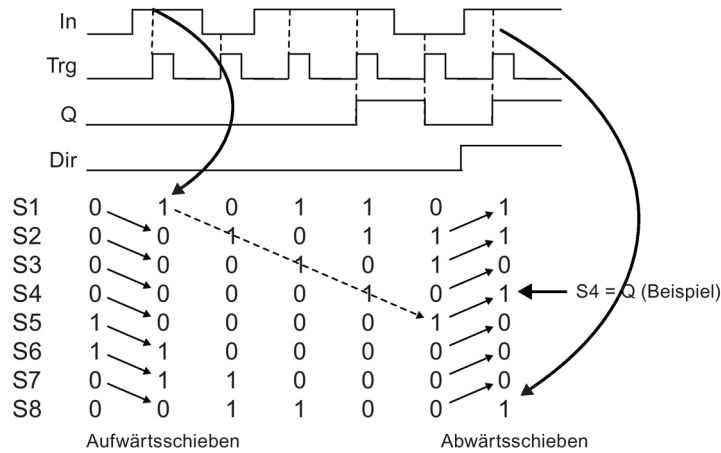 In
Trg
Q
Dir
S1 0 1 0 1 1 0 1
S2 0 0 1 0 1 1 1
S3 0 0 0 1 0 1 0
S4 0 0 0 0 1 0 1 S4 = Q (Beispiel)
S5 1 0 0 0 0 1 0
S6 1 1 0 0 0 0 0
S7 0 1 1 0 0 0 0
S8 0 0 1 1 0 0 1
Aufwärtsschieben Abwärtsschieben